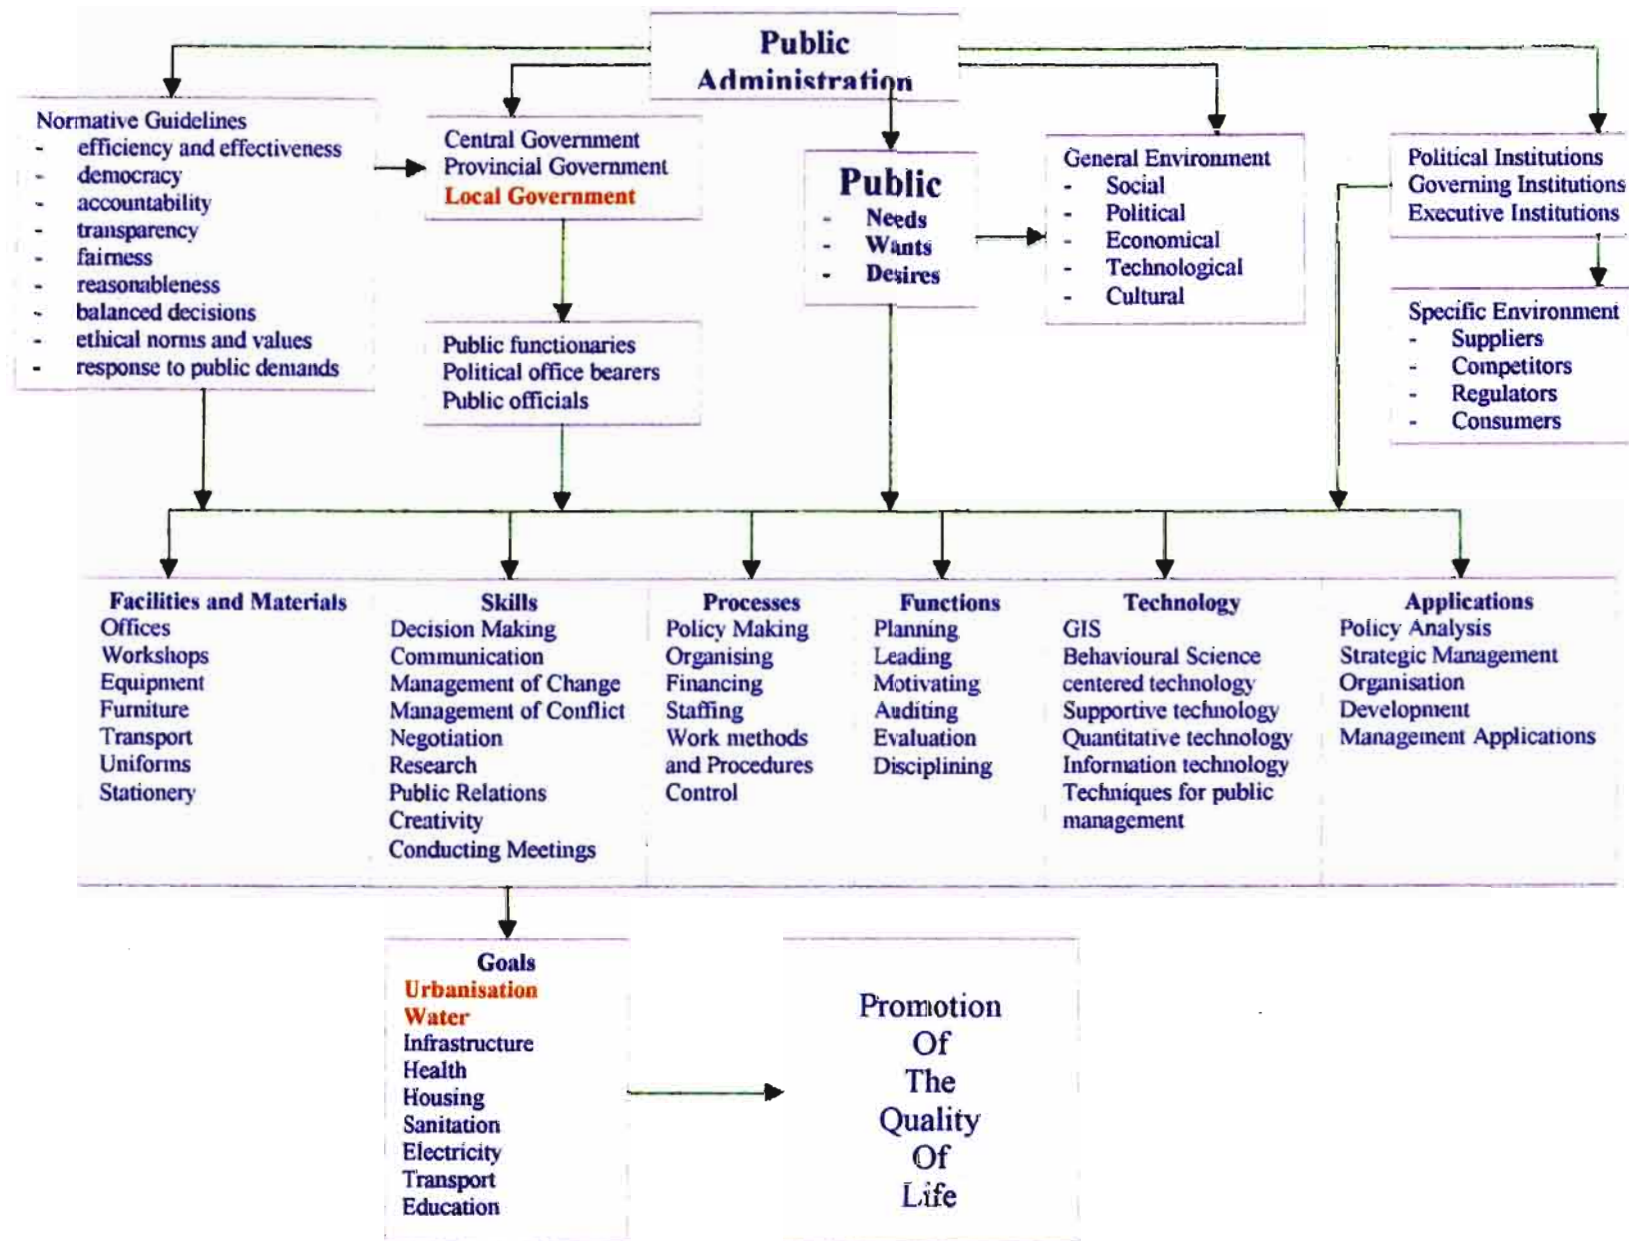 Public
Administration
Normative Guidelines
- efficiency and effectiveness
- democracy
- accountability
- transparency
- fairness
- reasonableness
- balanced decisions
- ethical norms and values
- response to public demands
Central Government
Provincial Government
Local Government
Public functionaries
Political office bearers
Public officials
Public
- Needs
- Wants
- Desires
General Environment
- Social
- Political
- Economical
- Technological
- Cultural
Political Institutions
Governing Institutions
Executive Institutions
Specific Environment
- Suppliers
- Competitors
- Regulators
- Consumers
Facilities and Materials
Offices
Workshops
Equipment
Furniture
Transport
Uniforms
Stationery
Skills
Decision Making
Communication
Management of Change
Management of Conflict
Negotiation
Research
Public Relations
Creativity
Conducting Meetings
Processes
Policy Making
Organising
Financing
Staffing
Work methods
and Procedures
Control
Functions
Planning
Leading
Motivating
Auditing
Evaluation
Disciplining
Technology
GIS
Behavioural Science
centered technology
Supportive technology
Quantitative technology
Information technology
Techniques for public
management
Applications
Policy Analysis
Strategic Management
Organisation
Development
Management Applications
Goals
Urbanisation
Water
Infrastructure
Health
Housing
Sanitation
Electricity
Transport
Education
Promotion
Of
The
Quality
Of
Life